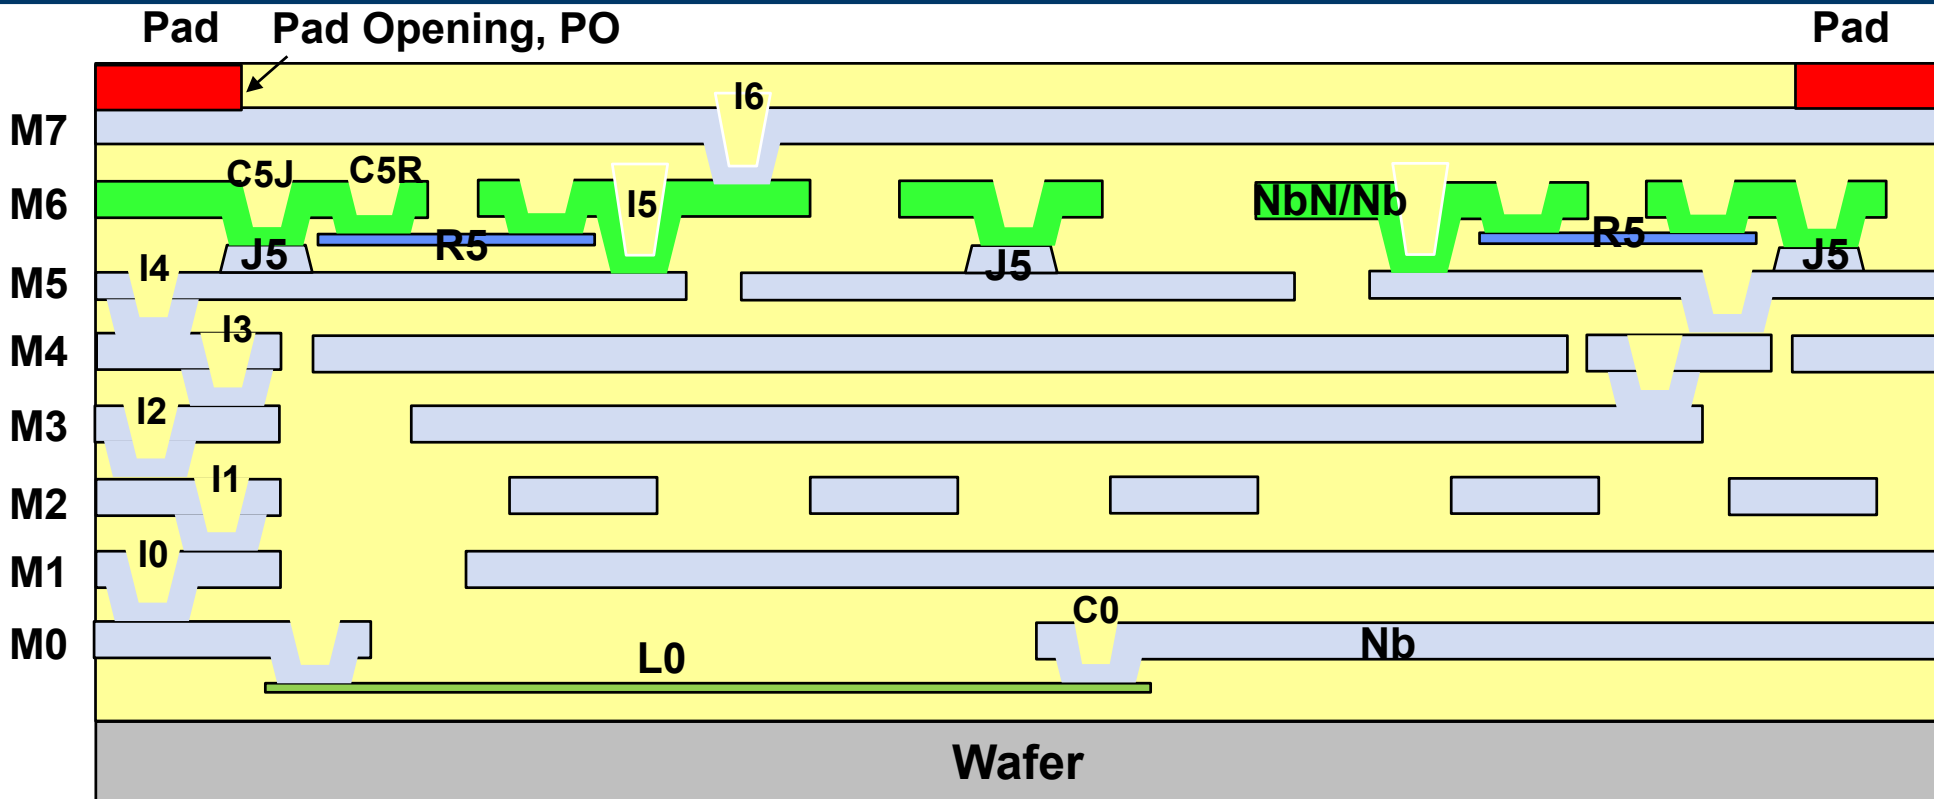 Pad
Pad Opening, PO
Pad
I6
M7
C5J
C5R
M6
I5
NbN/Nb
R5
R5
J5
J5
J5
I4
M5
I3
M4
I2
M3
I1
M2
I0
M1
C0
M0
L0
Nb
Wafer